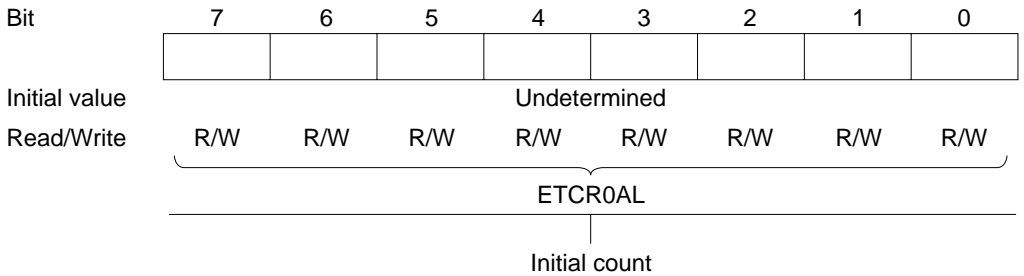 Bit 7 6 5 4 3 2 1 0
Initial value Undetermined
Read/Write R/W R/W R/W R/W R/W R/W R/W R/W
ETCR0AL
Initial count